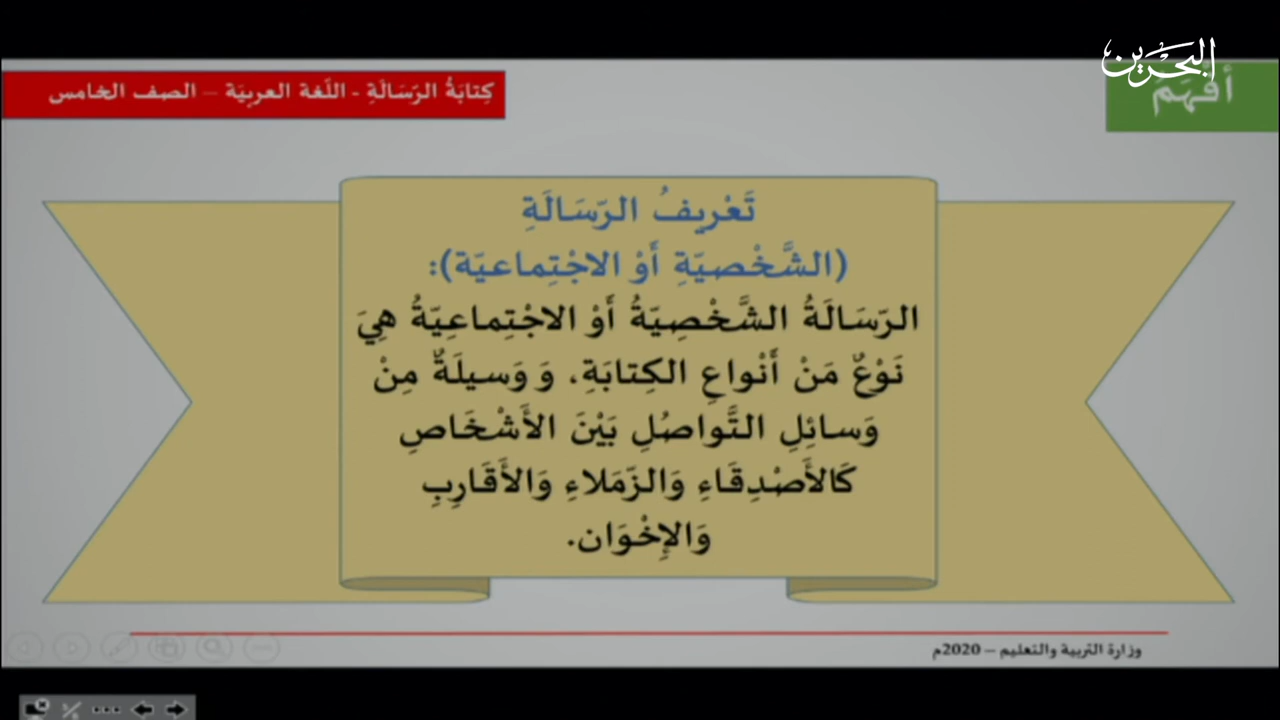 البحرين
أفهم
كِتابَةُ الرّسَالَةِ - اللّغة العربيّة – الصف الخامس
تَعْرِيفُ الرّسَالَةِ
(الشَّخْصيّةِ أَوْ الاجْتِماعيّة):
الرّسَالَةُ الشَّخْصِيّةُ أَوْ الاجْتِماعِيّةُ هِيَ
نَوْعٌ مَنْ أَنْواعِ الكِتابَةِ، وَ وَسيلَةٌ مِنْ
وَسائِلِ التَّواصُلِ بَيْنَ الأَشْخَاصِ
كَالأَصْدِقَاءِ وَالزّمَلاءِ وَالأَقَارِبِ
وَالإِخْوَان.
وزارة التربية والتعليم – 2020م